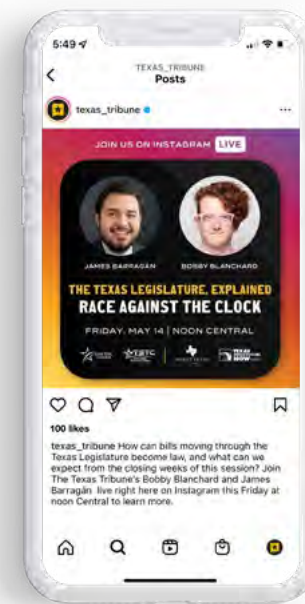 5:49
TEXAS_TRIBUNE
Posts
texas_tribune
JOIN US ON INSTAGRAM LIVE
JAMES BARRAGÁN
BOBBY BLANCHARD
THE TEXAS LEGISLATURE, EXPLAINED
RACE AGAINST THE CLOCK
FRIDAY, MAY 14 | NOON CENTRAL
100 likes
texas_tribune How can bills moving through the
Texas Legislature become law, and what can we
expect from the closing weeks of this session? Join
The Texas Tribune's Bobby Blanchard and James
Barragán live right here on Instagram this Friday at
noon Central to learn more.